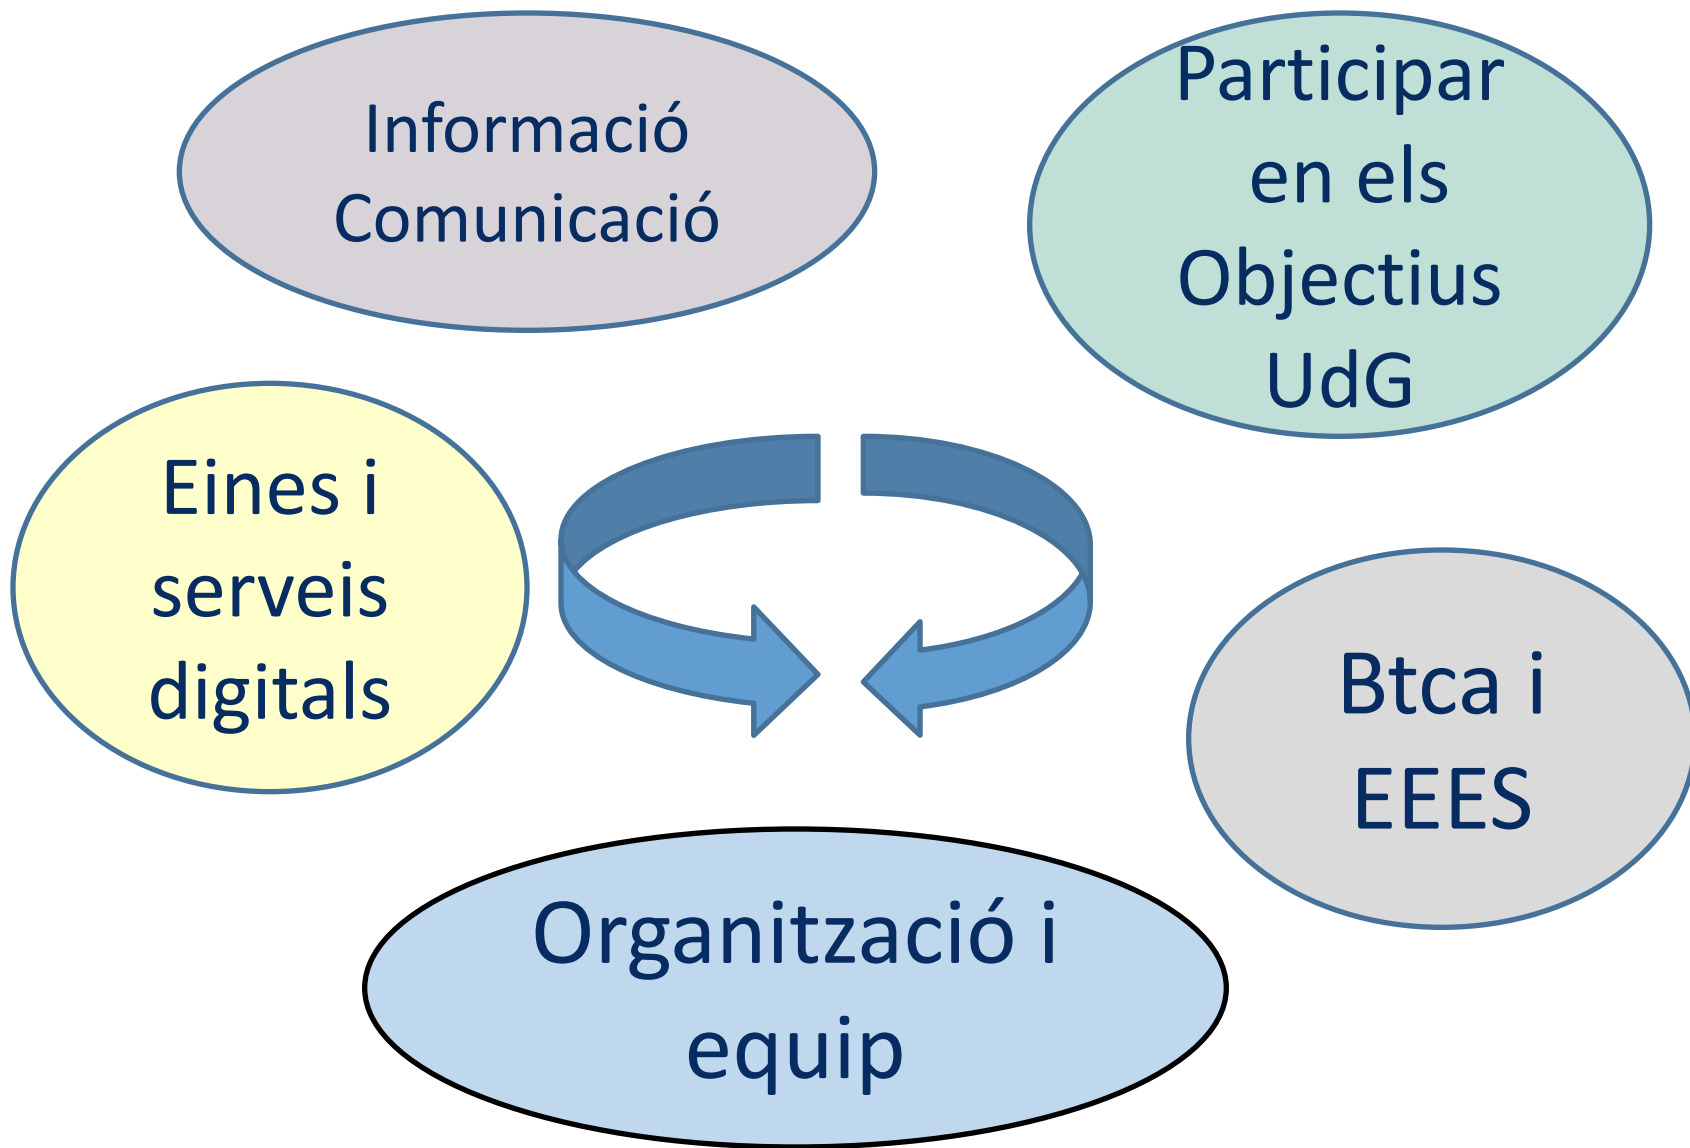 Informació
Comunicació
Participar
en els
Objectius
UdG
Eines i
serveis
digitals
Btca i
EEES
Organització i
equip